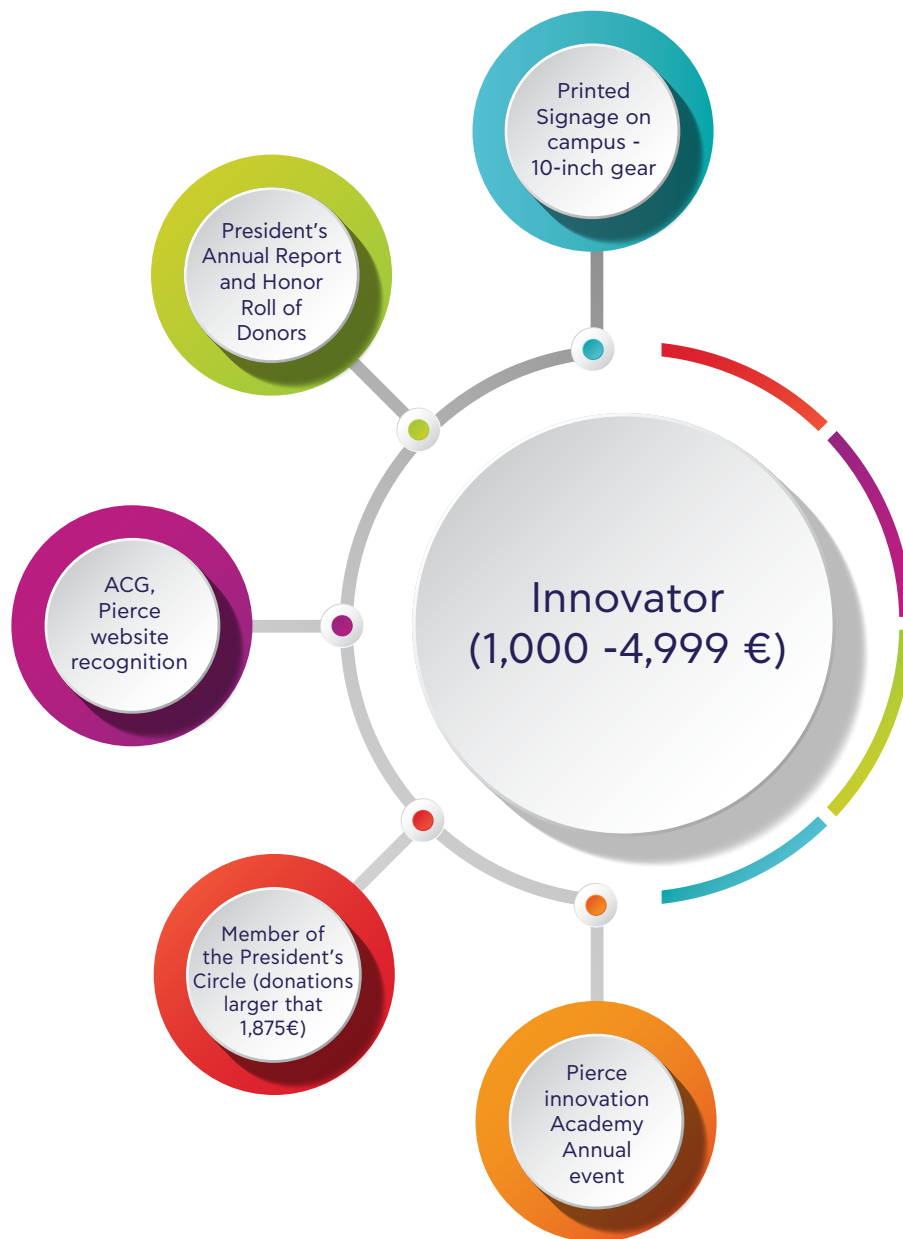 Printed
Signage on
campus -
10-inch gear
President's
Annual Report
and Honor
Roll of
Donors
ACG,
Pierce
website
recognition
Innovator
(1,000 -4,999 €)
Member of
the President's
Circle (donations
larger that
1,875€)
Pierce
innovation
Academy
Annual
event